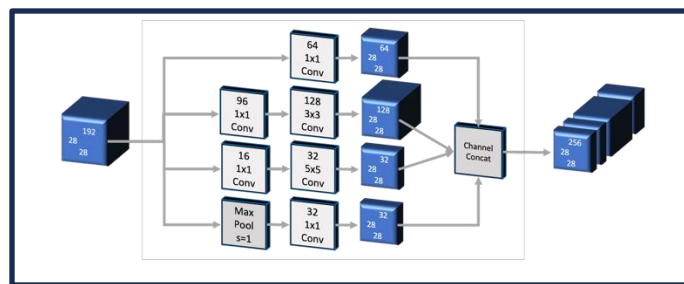 192
28
28
64
1x1
Conv
64
28
28
96
1x1
Conv
128
3x3
Conv
128
28
28
16
1x1
Conv
32
5x5
Conv
32
28
28
Max
Pool
s=1
32
1x1
Conv
32
28
28
Channel
Concat
256
28
28